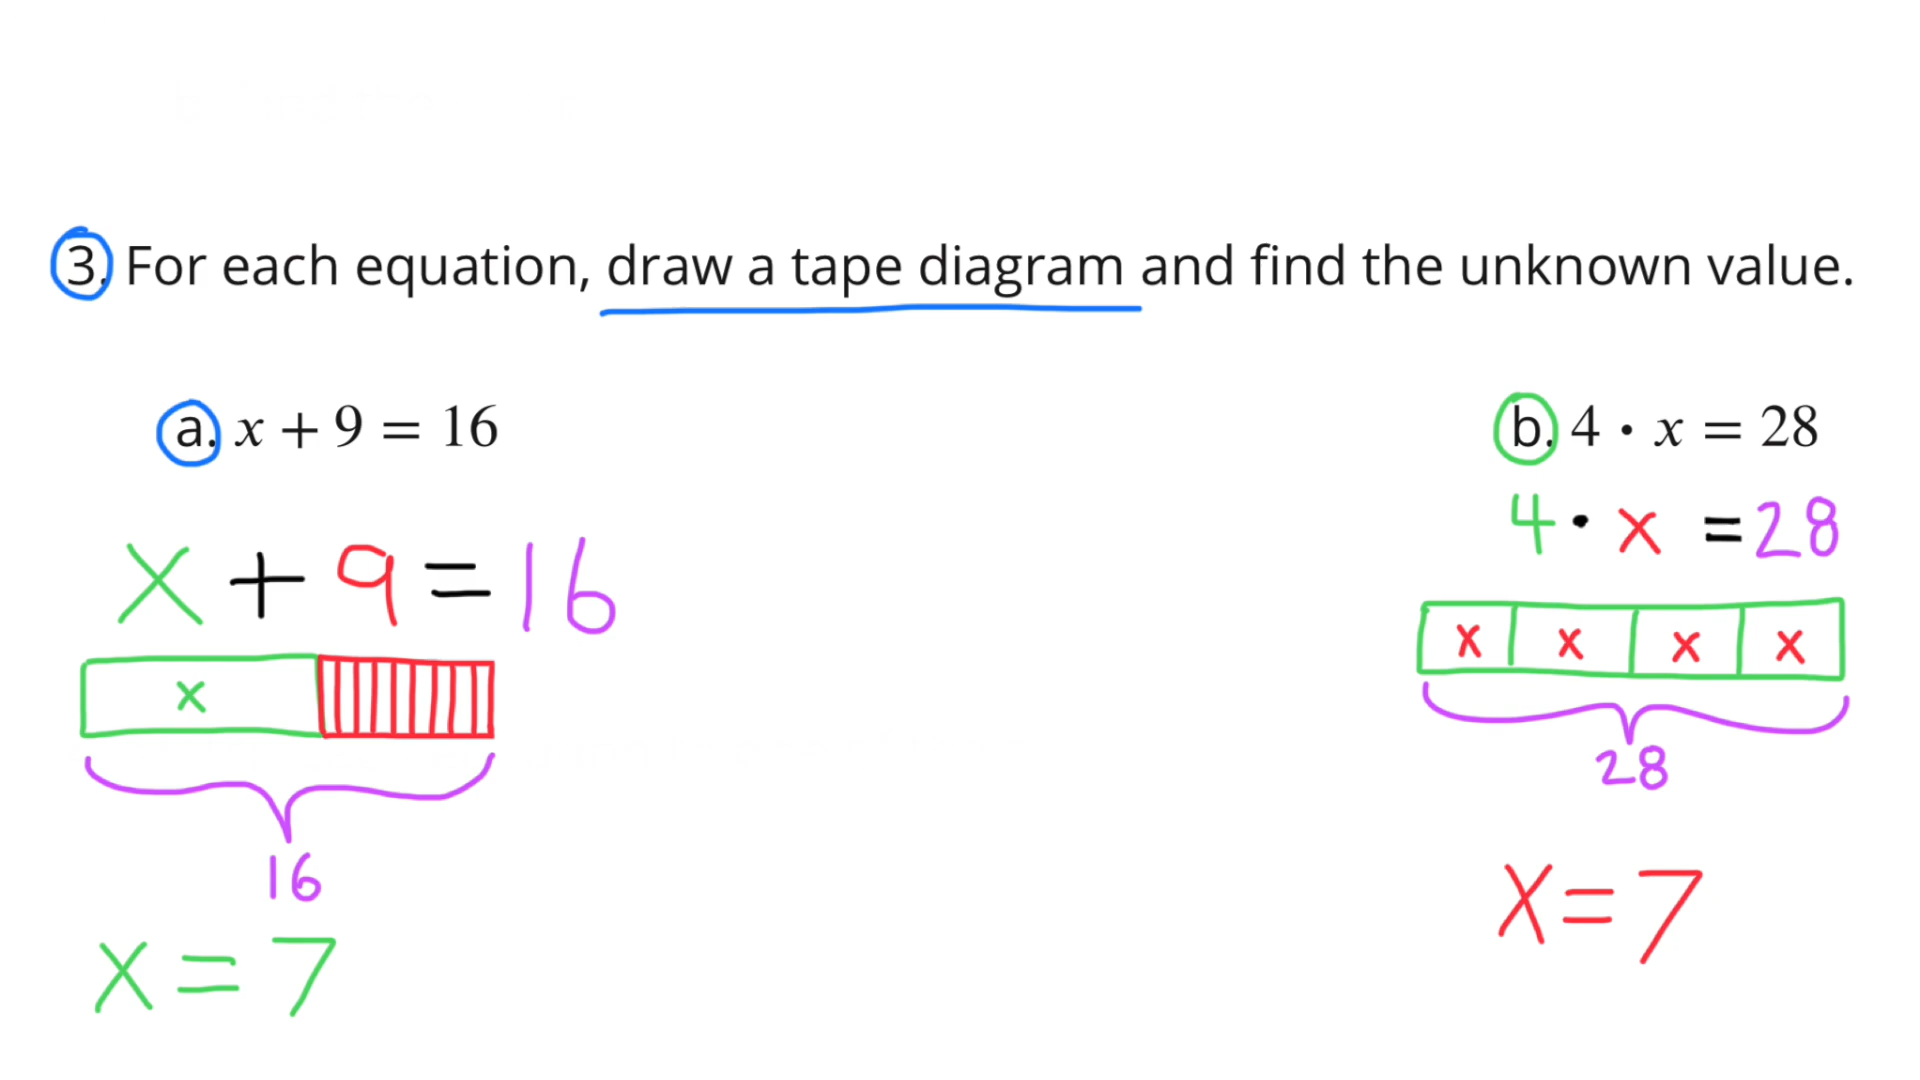 3. For each equation, draw a tape diagram and find the unknown value.
a. x + 9 = 16
x + 9 = 16
x
16
x = 7
b. 4 · x = 28
4 · x = 28
x x x x
28
x = 7